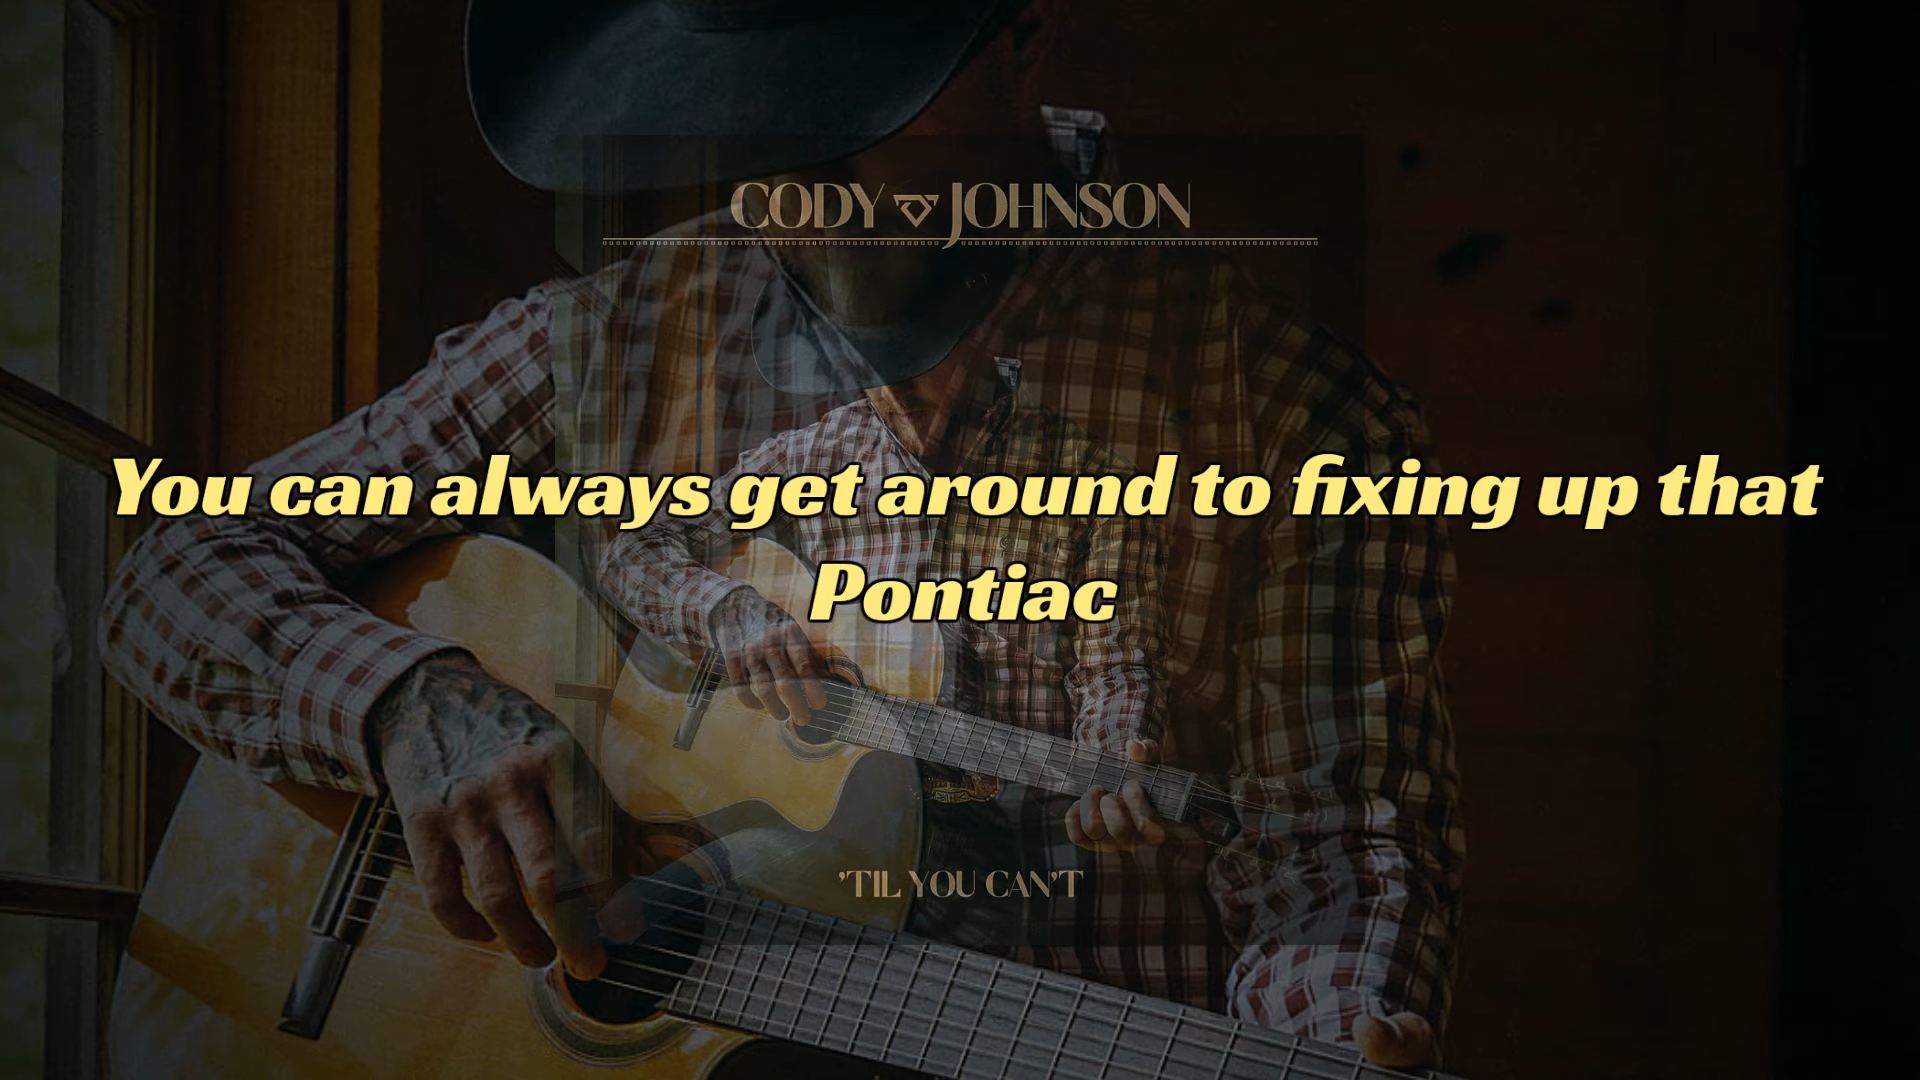 CODY JOHNSON
You can always get around to fixing up that
Pontiac
'TIL YOU CAN'T